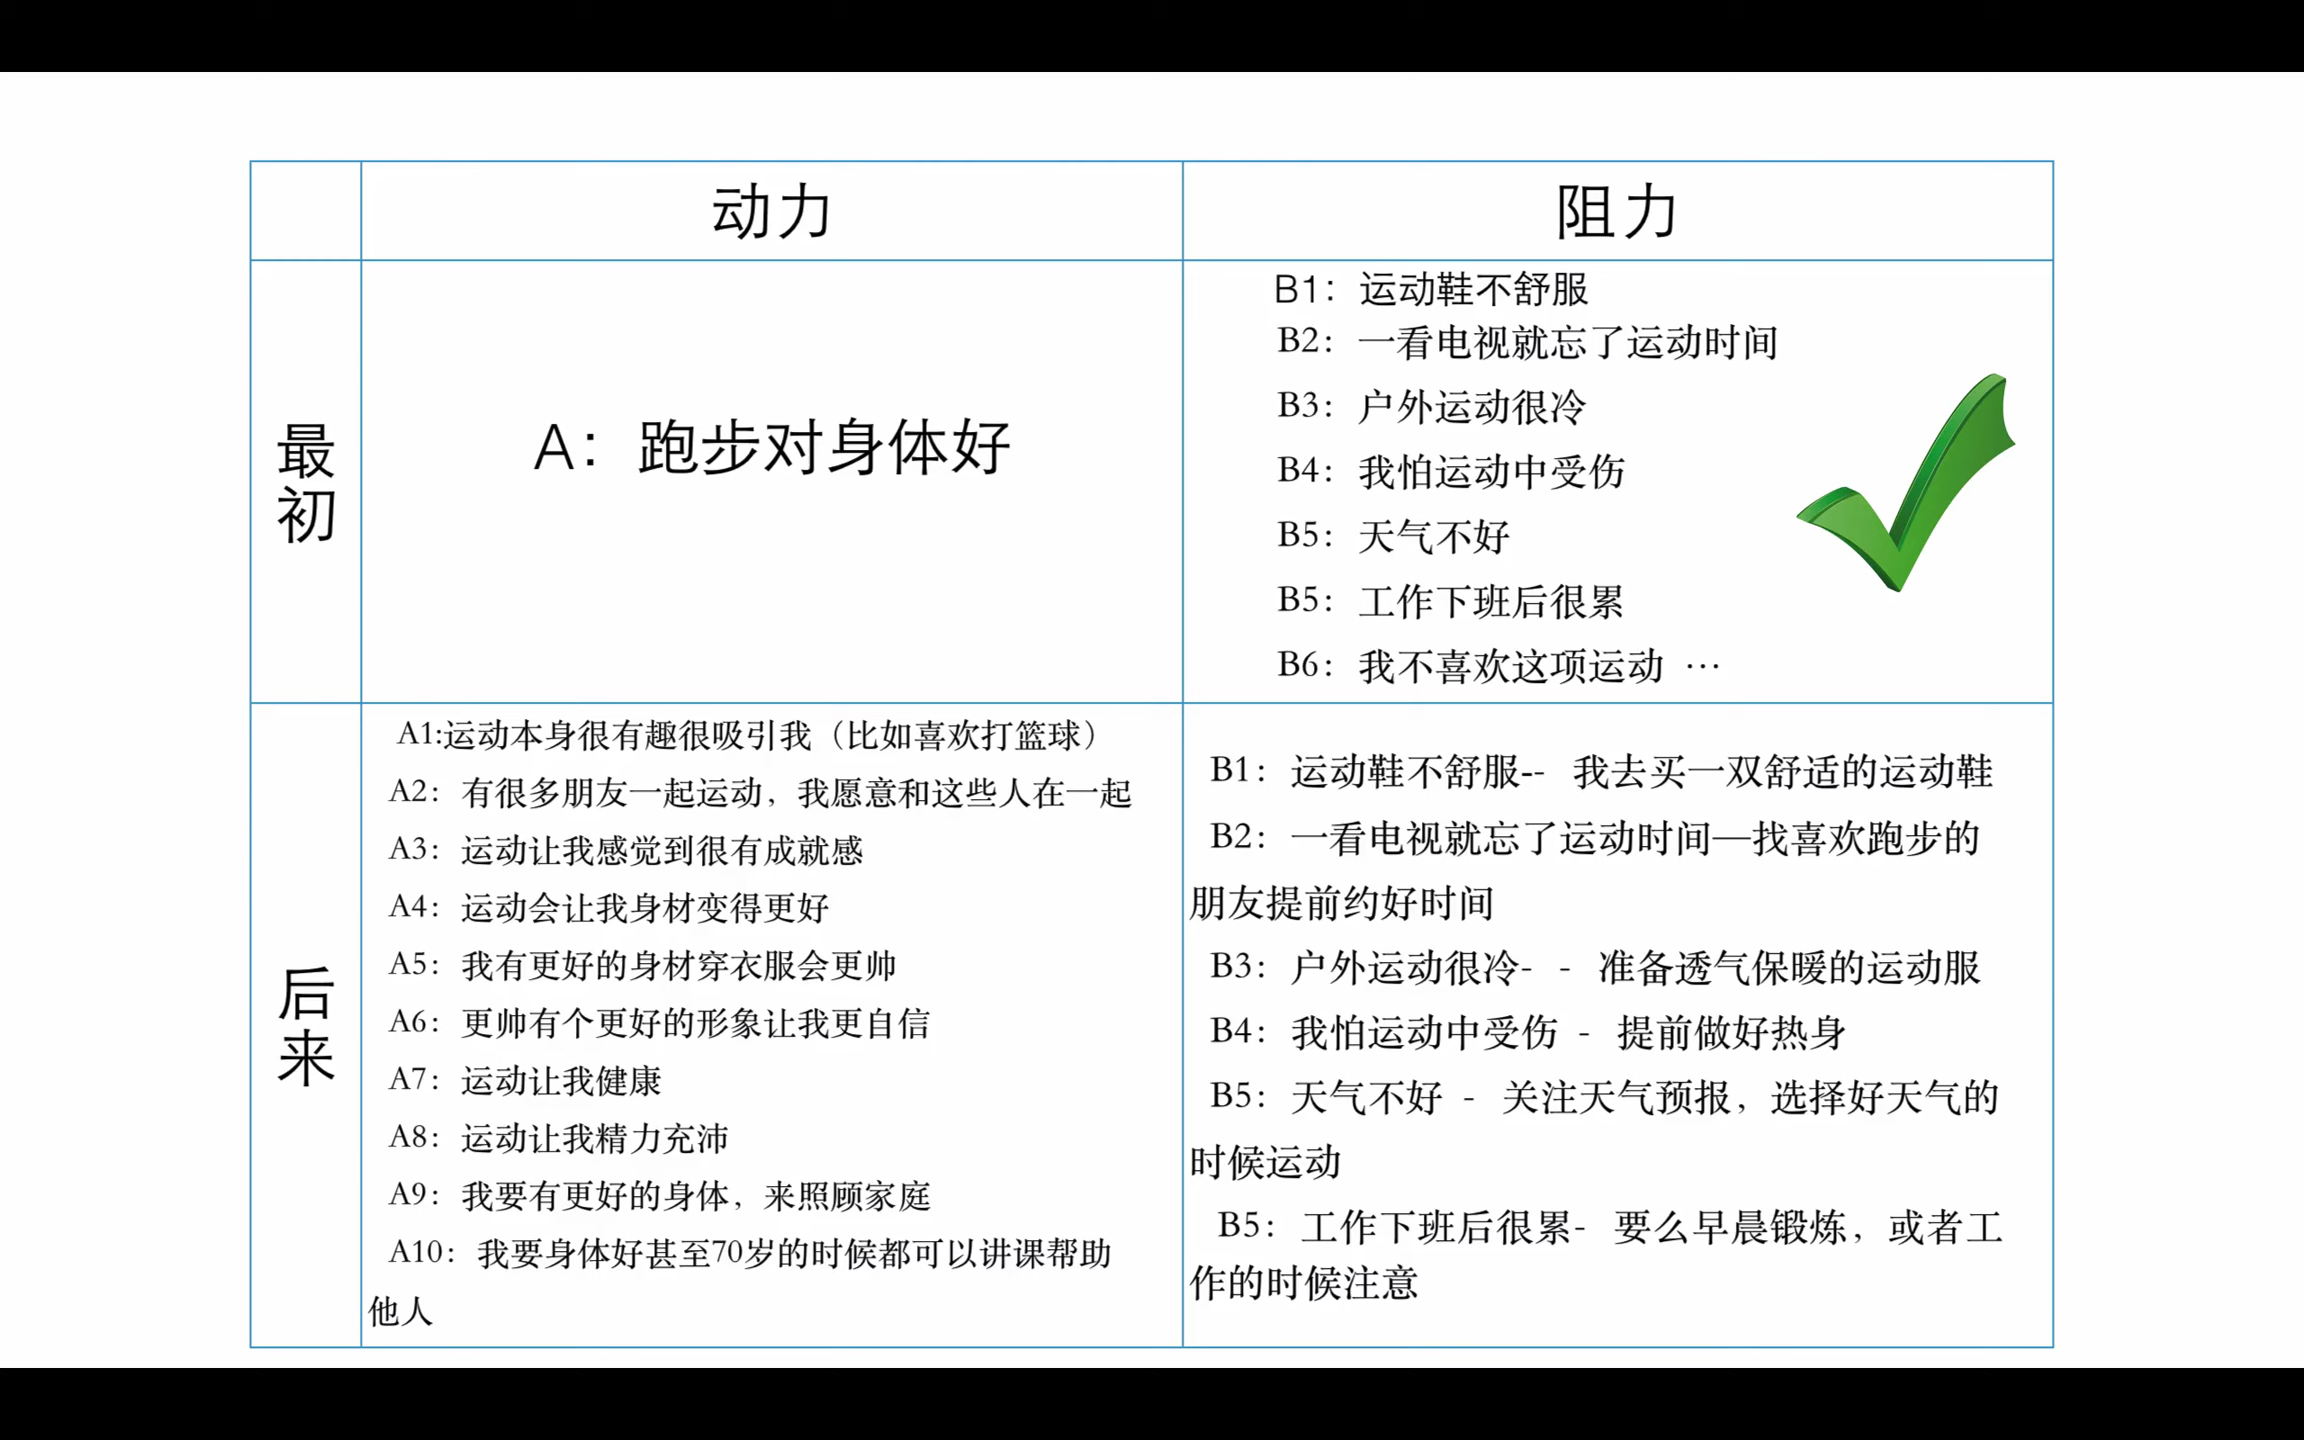 动力
阻力
最初
A：跑步对身体好
B1：运动鞋不舒服
B2：一看电视就忘了运动时间
B3：户外运动很冷
B4：我怕运动中受伤
B5：天气不好
B5：工作下班后很累
B6：我不喜欢这项运动 …
后来
A1:运动本身很有趣很吸引我（比如喜欢打篮球）
A2：有很多朋友一起运动，我愿意和这些人在一起
A3：运动让我感觉到很有成就感
A4：运动会让我身材变得更好
A5：我有更好的身材穿衣服会更帅
A6：更帅有个更好的形象让我更自信
A7：运动让我健康
A8：运动让我精力充沛
A9：我要有更好的身体，来照顾家庭
A10：我要身体好甚至70岁的时候都可以讲课帮助
他人
B1：运动鞋不舒服-- 我去买一双舒适的运动鞋
B2：一看电视就忘了运动时间—找喜欢跑步的
朋友提前约好时间
B3：户外运动很冷- - 准备透气保暖的运动服
B4：我怕运动中受伤 - 提前做好热身
B5：天气不好 - 关注天气预报，选择好天气的
时候运动
B5：工作下班后很累- 要么早晨锻炼，或者工
作的时候注意